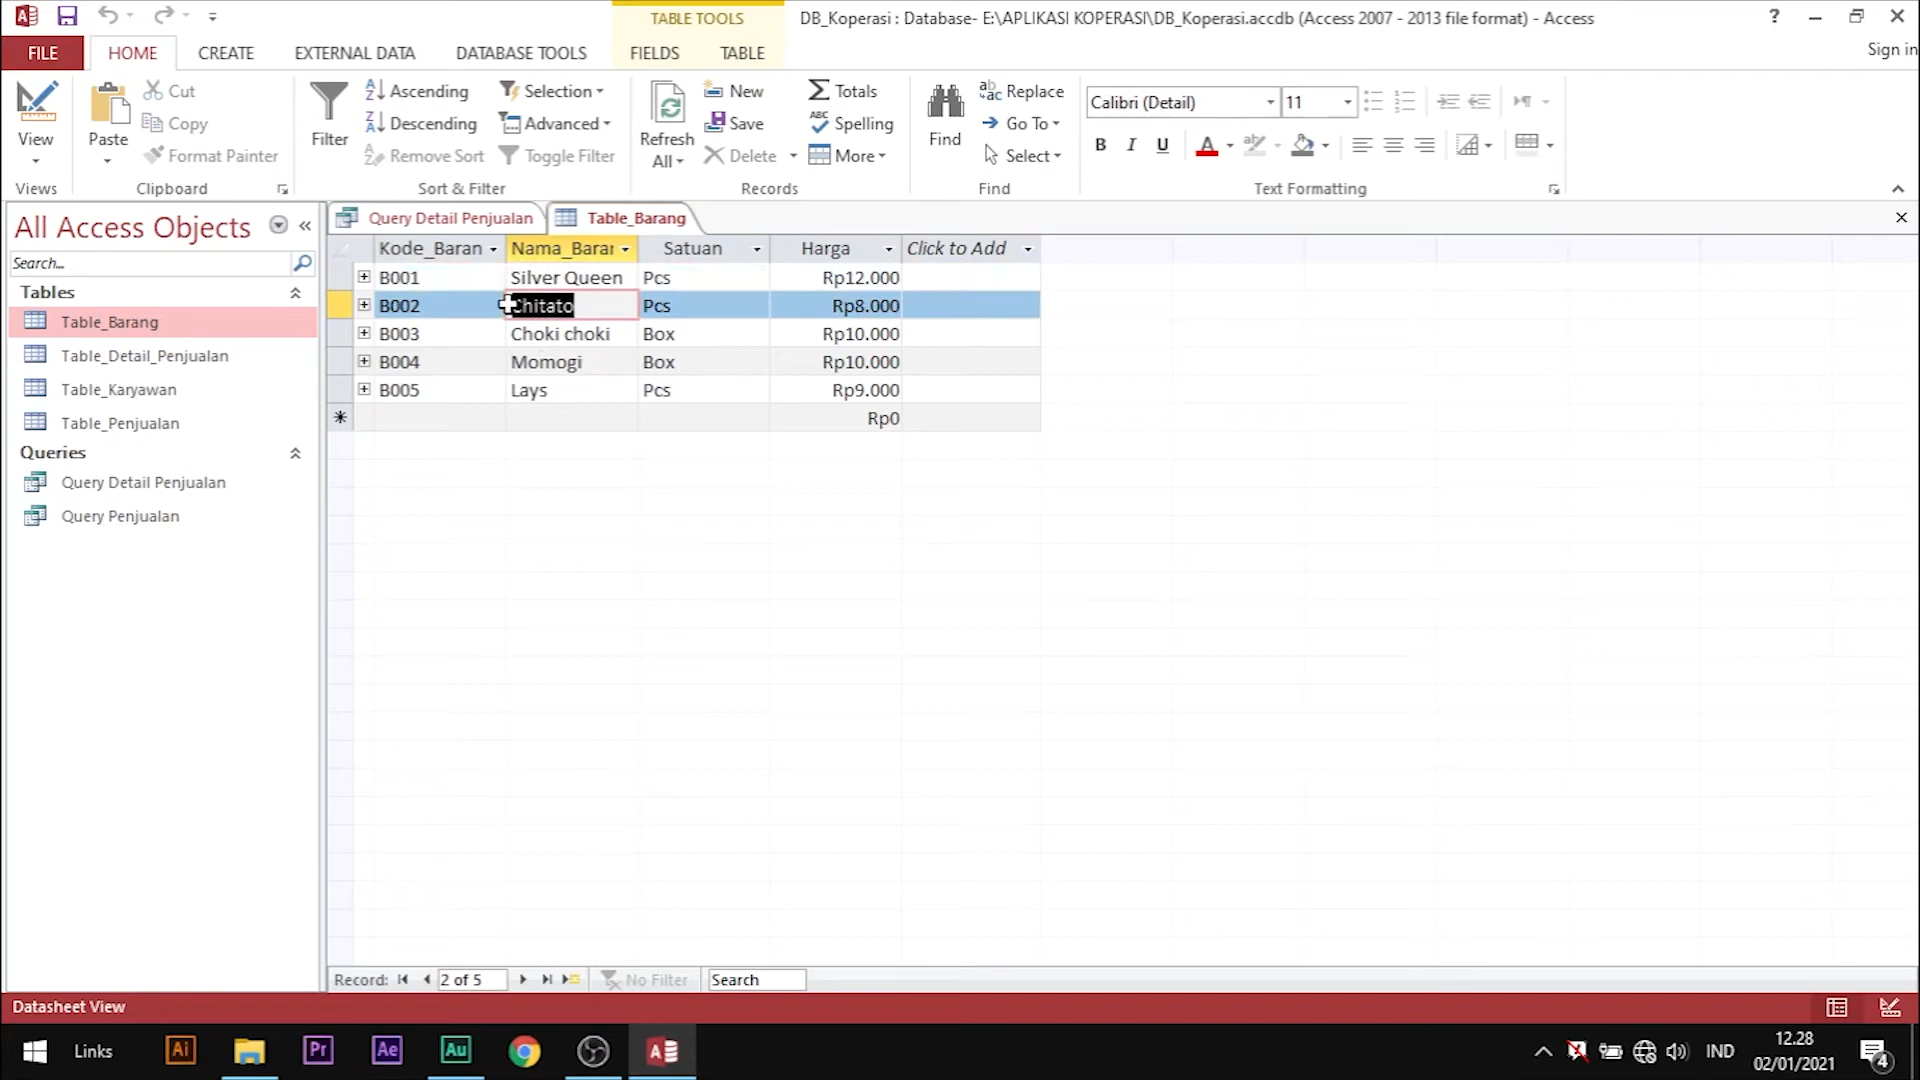 TABLE TOOLS
DB_Koperasi : Database- E:\APLIKASI KOPERASI\DB_Koperasi.accdb (Access 2007 - 2013 file format) - Access
?
FILE
HOME
CREATE
EXTERNAL DATA
DATABASE TOOLS
FIELDS
TABLE
Sign in
View
Views
Paste
Cut
Copy
Format Painter
Clipboard
Filter
Ascending
Descending
Remove Sort
Selection
Advanced
Toggle Filter
Sort & Filter
Refresh
All
New
Save
Delete
Totals
Spelling
More
Records
Find
Replace
Go To
Select
Find
Calibri (Detail)
11
B I U A
Text Formatting
All Access Objects
Search...
Tables
Table_Barang
Table_Detail_Penjualan
Table_Karyawan
Table_Penjualan
Queries
Query Detail Penjualan
Query Penjualan
Query Detail Penjualan
Table_Barang
Kode_Baran Nama_Barar Satuan Harga Click to Add
B001 Silver Queen Pcs Rp12.000
B002 Chitato Pcs Rp8.000
B003 Choki choki Box Rp10.000
B004 Momogi Box Rp10.000
B005 Lays Pcs Rp9.000
Rp0
Record: 2 of 5 No Filter Search
Datasheet View
Links
Ai
Pr
Ae
Au
IND
12.28
02/01/2021
4